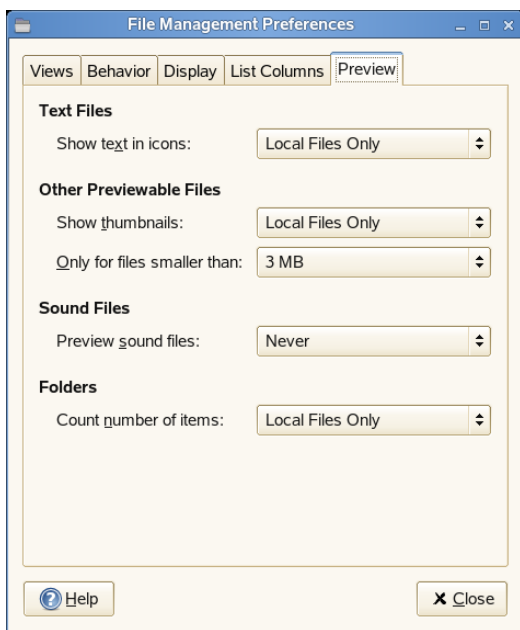 File Management Preferences
Views Behavior Display List Columns Preview
Text Files
Show text in icons: Local Files Only
Other Previewable Files
Show thumbnails: Local Files Only
Only for files smaller than: 3 MB
Sound Files
Preview sound files: Never
Folders
Count number of items: Local Files Only
Help Close